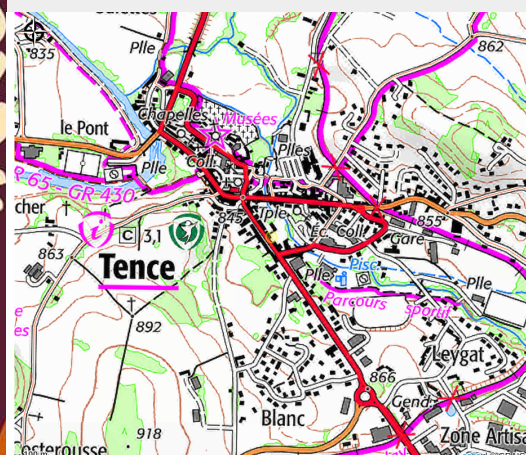 835
Plle
862
Chapelles
Musées
le Pont
Coll.
Plles
Plle
R 65 - GR 430
cher
845
Tple
855
C 3,1
Éc.
Coll.
Gare
863
Tence
Pisc.
Plle
Plle
Parcours sportif
892
Leygat
866
Gend.
Blanc
918
Zone Artisa
osterousse